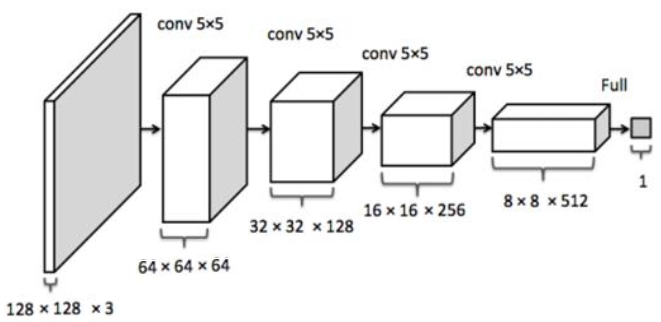 conv 5×5
conv 5×5
conv 5×5
conv 5×5
Full
1
8 × 8 × 512
16 × 16 × 256
32 × 32 × 128
64 × 64 × 64
128 × 128 × 3